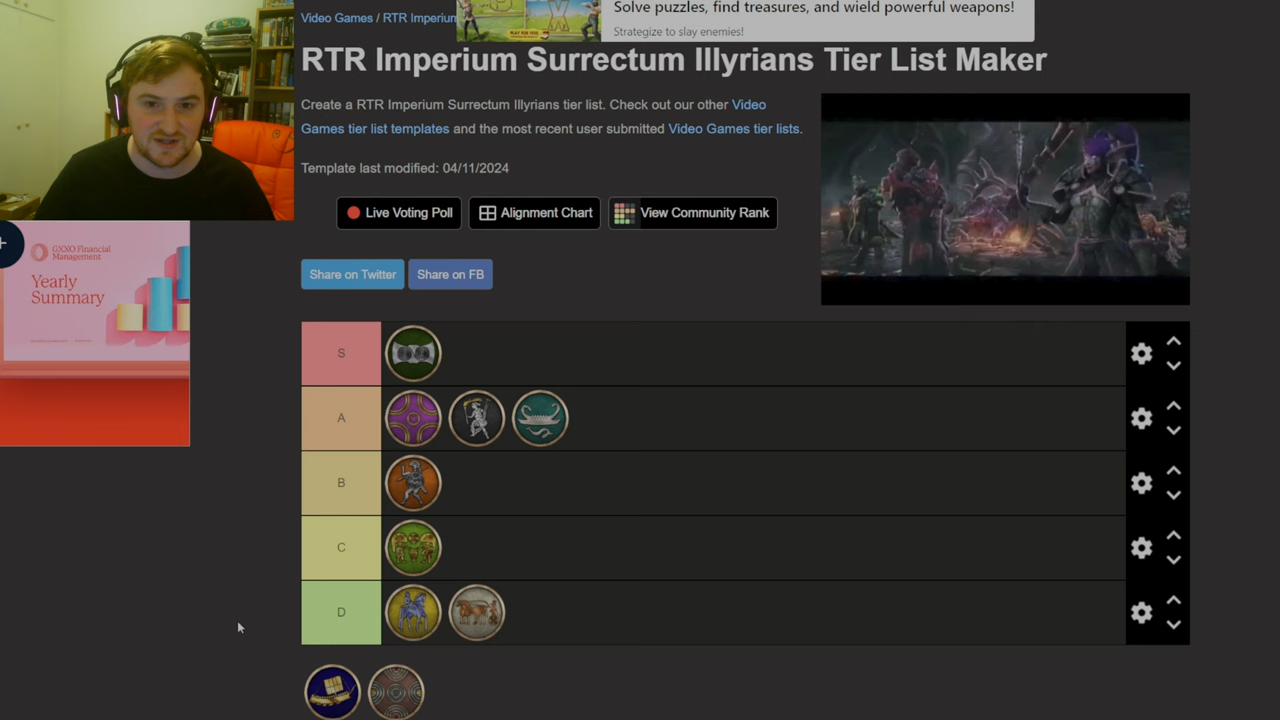 Video Games / RTR Imperium
Solve puzzles, find treasures, and wield powerful weapons!
Strategize to slay enemies!
RTR Imperium Surrectum Illyrians Tier List Maker
Create a RTR Imperium Surrectum Illyrians tier list. Check out our other Video
Games tier list templates and the most recent user submitted Video Games tier lists.
Template last modified: 04/11/2024
Live Voting Poll
Alignment Chart
View Community Rank
Share on Twitter
Share on FB
GXXO Financial
Management
Yearly
Summary
S
A
B
C
D